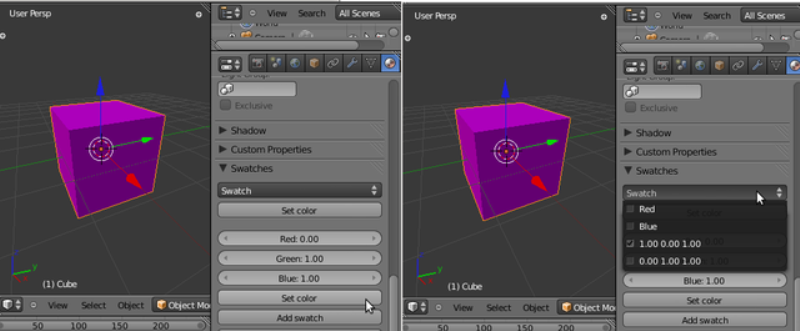 User Persp
View Search All Scenes
Exclusive
Shadow
Custom Properties
Swatches
Swatch
Set color
Red: 0.00
Green: 1.00
Blue: 1.00
Set color
Add swatch
(1) Cube
View Select Add Object Mo
50 100 150 200
User Persp
View Search All Scenes
Exclusive
Shadow
Custom Properties
Swatches
Swatch
Red
Blue
1.00 0.00 1.00
0.00 1.00 1.00
Blue: 1.00
Set color
Add swatch
(1) Cube
View Select Add Object Mo
0 50 100 150 200